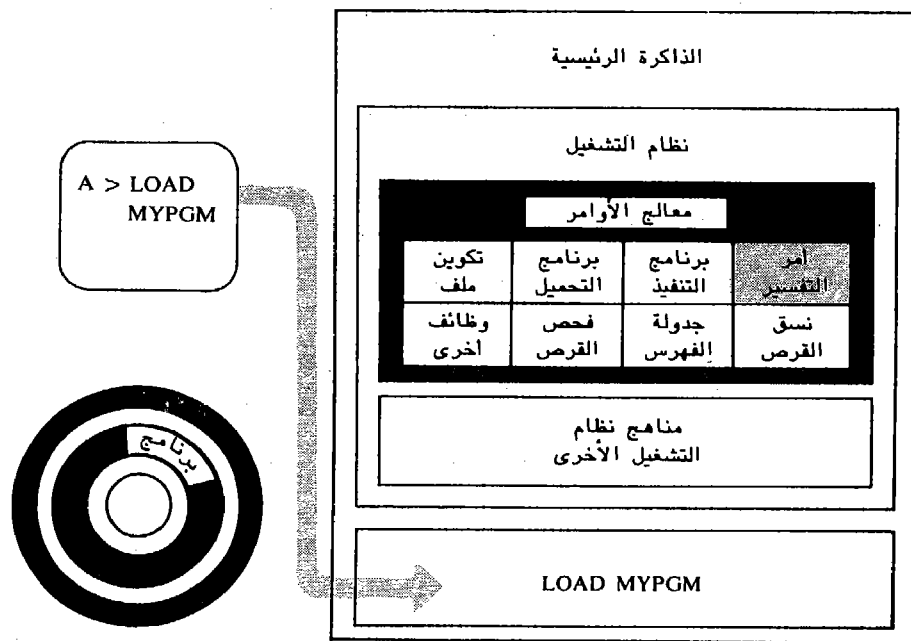 الذاكرة الرئيسية
نظام التشغيل
A > LOAD
MYPGM
معالج الأوامر
أمر التفسير
برنامج التنفيذ
برنامج التحميل
تكوين ملف
نسق القرص
جدولة الفهرس
فحص القرص
وظائف أخرى
مناهج نظام
التشغيل الأخرى
برنامج
LOAD MYPGM